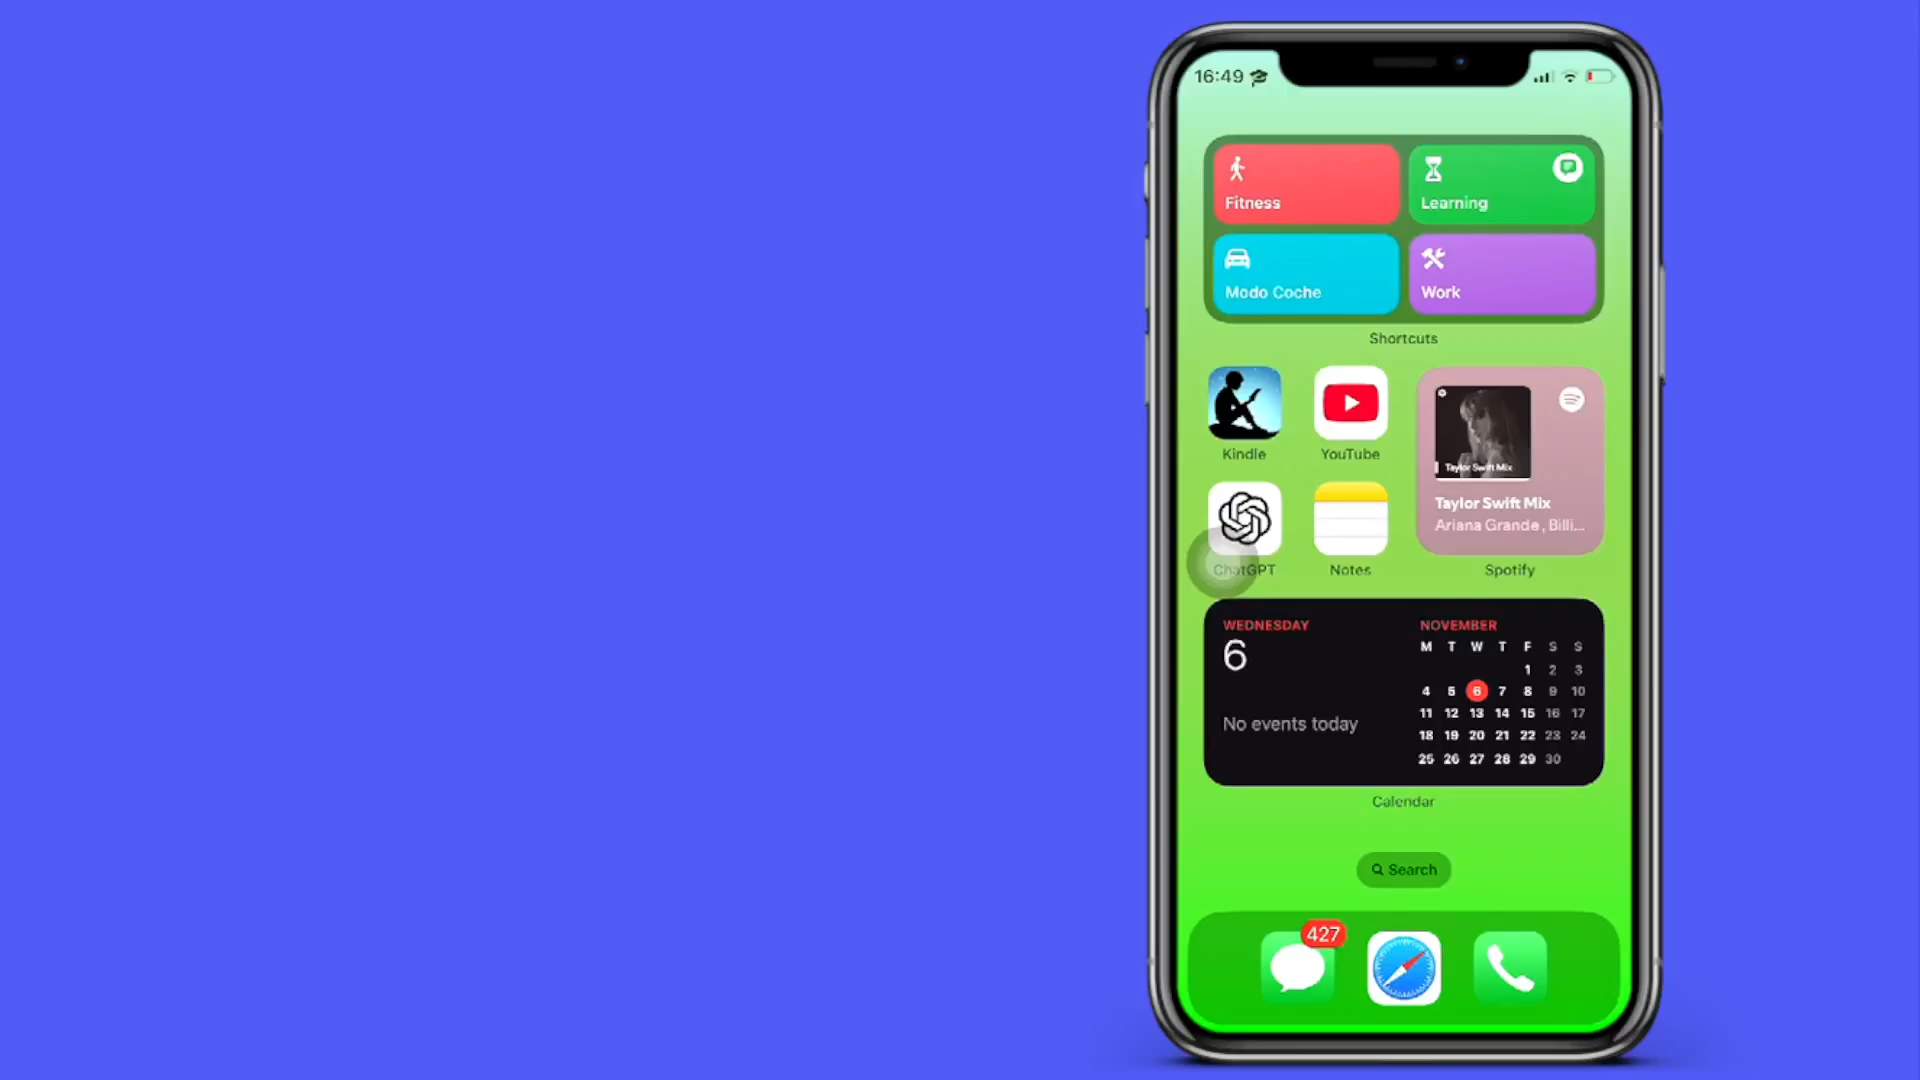 16:49
Fitness
Learning
Modo Coche
Work
Shortcuts
Kindle
YouTube
Taylor Swift Mix
Taylor Swift Mix
Ariana Grande, Billi...
ChatGPT
Notes
Spotify
WEDNESDAY
6
No events today
NOVEMBER
M T W T F S S
1 2 3
4 5 6 7 8 9 10
11 12 13 14 15 16 17
18 19 20 21 22 23 24
25 26 27 28 29 30
Calendar
Search
427